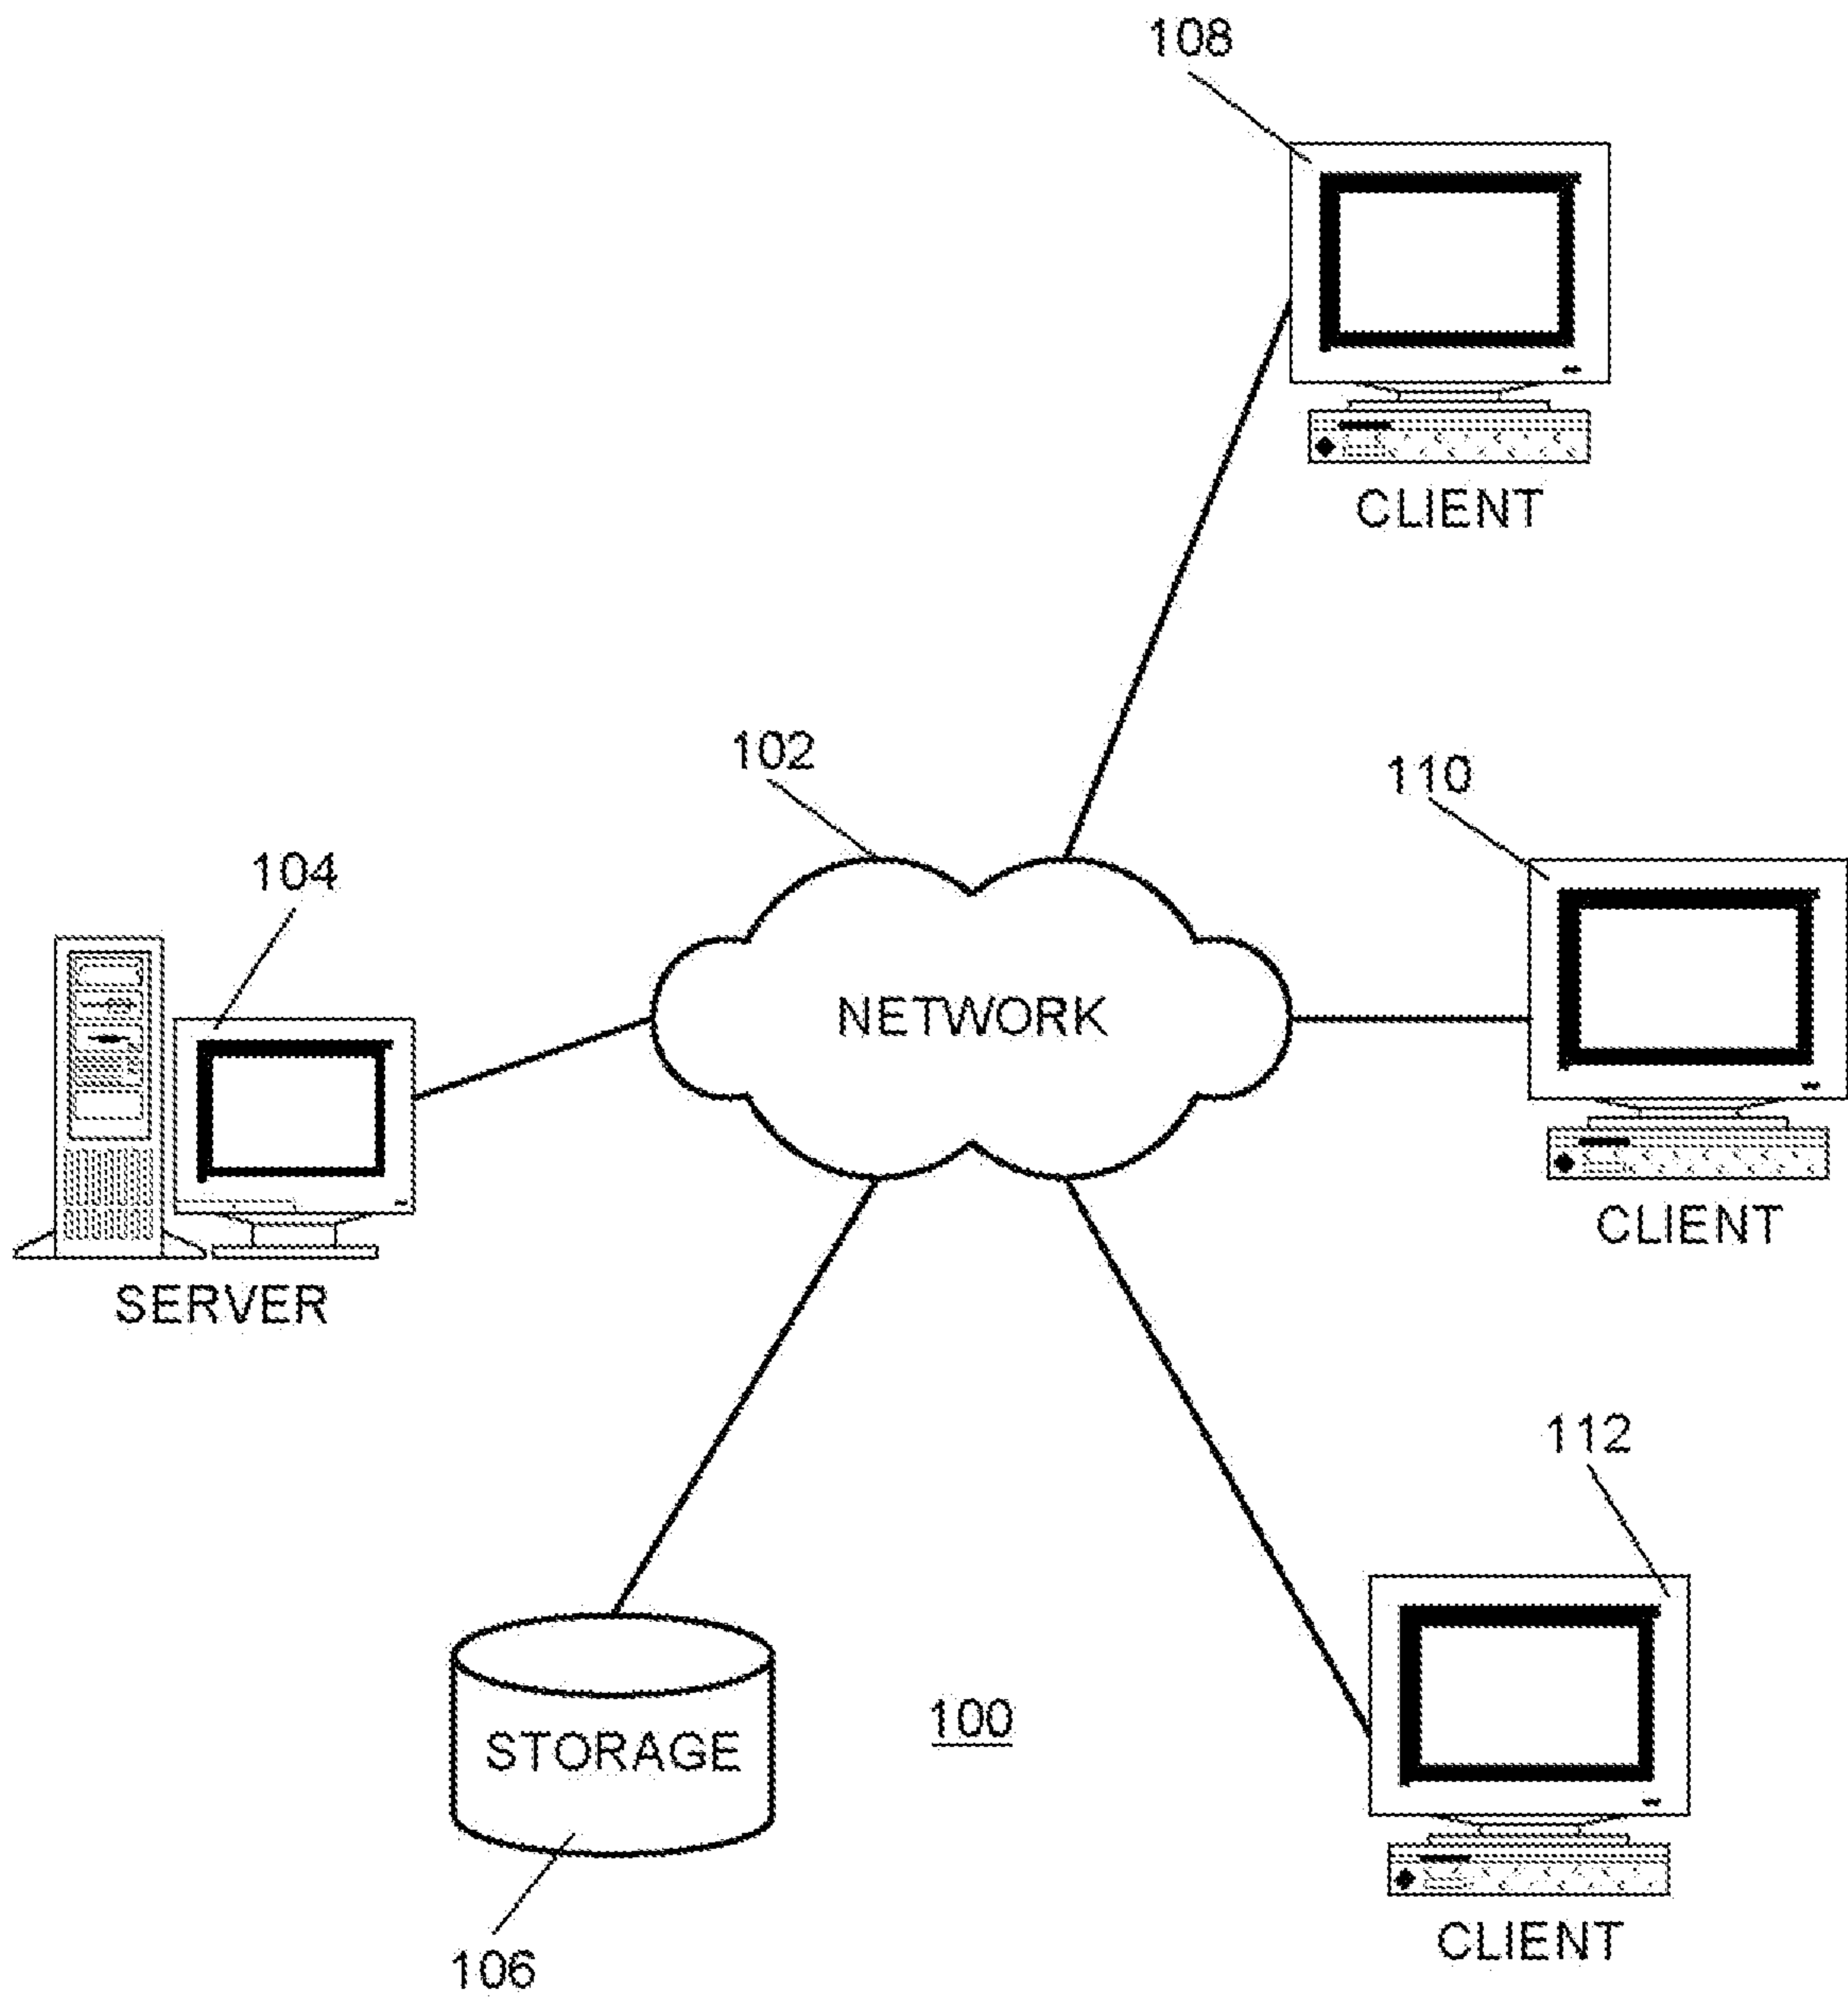 108
CLIENT
102
110
104
NETWORK
CLIENT
SERVER
112
STORAGE
100
106
CLIENT